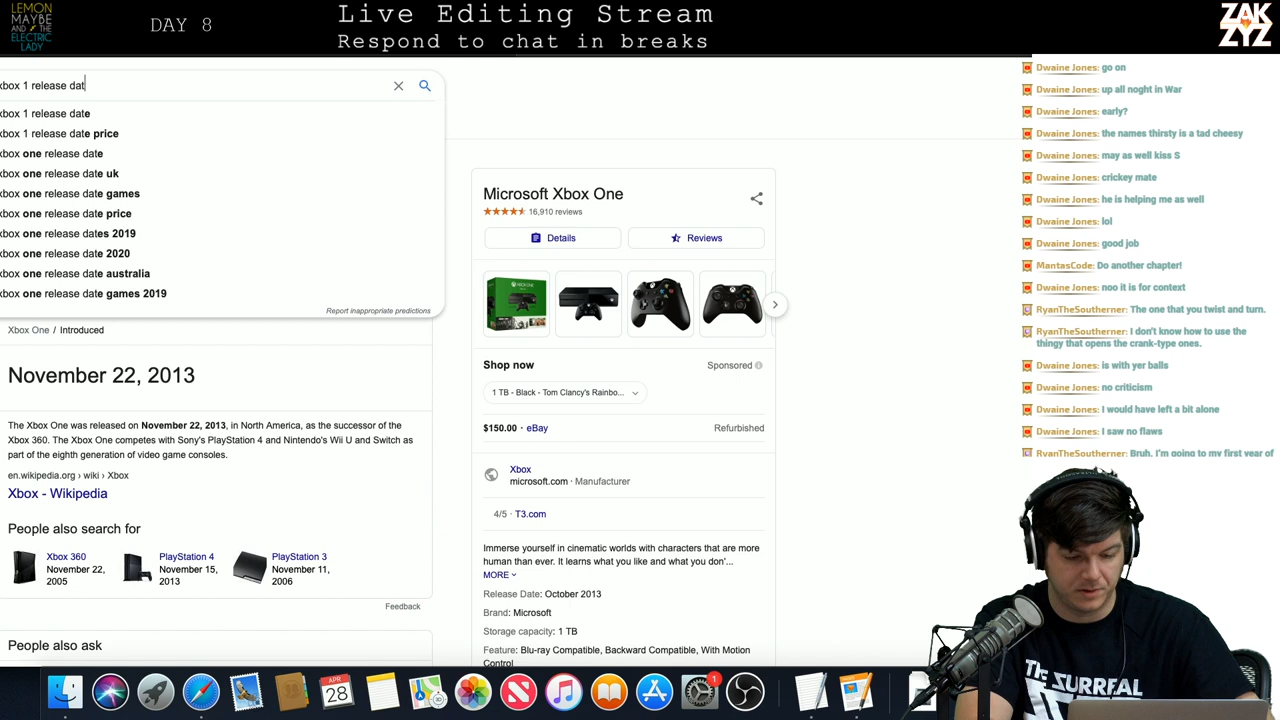 LEMON
MAYBE
AND THE
ELECTRIC
LADY
DAY 8
Live Editing Stream
Respond to chat in breaks
ZAK
ZYZ
xbox 1 release dat
xbox 1 release date
xbox 1 release date price
xbox one release date
xbox one release date uk
xbox one release date games
xbox one release date price
xbox one release dates 2019
xbox one release date 2020
xbox one release date australia
xbox one release date games 2019
Report inappropriate predictions
Xbox One / Introduced
November 22, 2013
The Xbox One was released on November 22, 2013, in North America, as the successor of the
Xbox 360. The Xbox One competes with Sony's PlayStation 4 and Nintendo's Wii U and Switch as
part of the eighth generation of video game consoles.
en.wikipedia.org › wiki › Xbox
Xbox - Wikipedia
People also search for
Xbox 360
November 22,
2005
PlayStation 4
November 15,
2013
PlayStation 3
November 11,
2006
Feedback
People also ask
Microsoft Xbox One
16,910 reviews
Details
Reviews
Shop now
Sponsored
1 TB - Black - Tom Clancy's Rainbo...
$150.00 · eBay
Refurbished
Xbox
microsoft.com · Manufacturer
4/5 · T3.com
Immerse yourself in cinematic worlds with characters that are more
human than ever. It learns what you like and what you don'...
MORE
Release Date: October 2013
Brand: Microsoft
Storage capacity: 1 TB
Feature: Blu-ray Compatible, Backward Compatible, With Motion
Control
Dwaine Jones: go on
Dwaine Jones: up all noght in War
Dwaine Jones: early?
Dwaine Jones: the names thirsty is a tad cheesy
Dwaine Jones: may as well kiss S
Dwaine Jones: crickey mate
Dwaine Jones: he is helping me as well
Dwaine Jones: lol
Dwaine Jones: good job
MantasCode: Do another chapter!
Dwaine Jones: noo it is for context
RyanTheSoutherner: The one that you twist and turn.
RyanTheSoutherner: I don't know how to use the
thingy that opens the crank-type ones.
Dwaine Jones: is with yer balls
Dwaine Jones: no criticism
Dwaine Jones: I would have left a bit alone
Dwaine Jones: I saw no flaws
RyanTheSoutherner: Bruh. I'm going to my first year of
THE SURREAL
APR
28
1